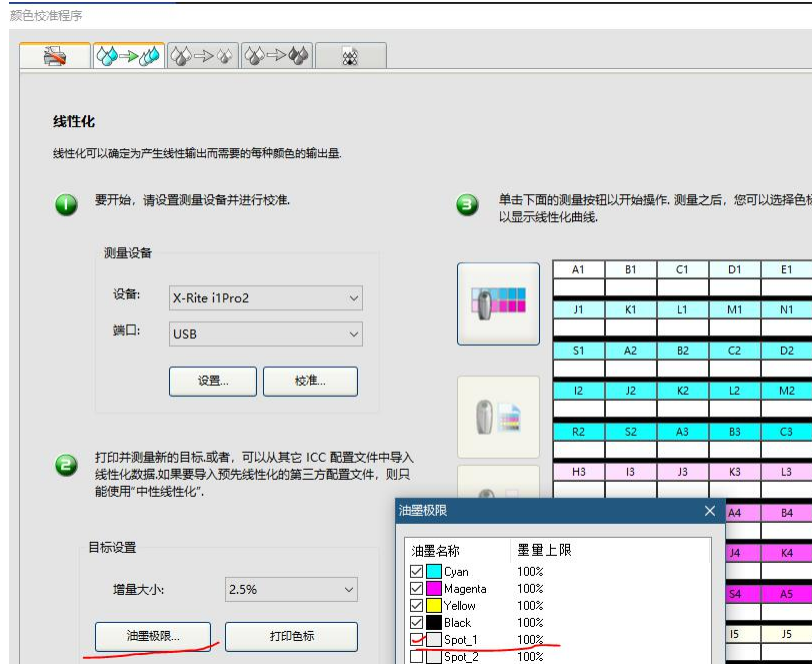 颜色校准程序
线性化
线性化可以确定为产生线性输出而需要的每种颜色的输出量.
1
要开始，请设置测量设备并进行校准.
测量设备
设备:
X-Rite i1Pro2
端口:
USB
设置...
校准...
2
打印并测量新的目标.或者，可以从其它 ICC 配置文件中导入
线性化数据.如果要导入预先线性化的第三方配置文件，则只
能使用"中性线性化".
目标设置
增量大小:
2.5%
油墨极限...
打印色标
3
单击下面的测量按钮以开始操作. 测量之后，您可以选择色标
以显示线性化曲线.
A1 B1 C1 D1 E1
J1 K1 L1 M1 N1
S1 A2 B2 C2 D2
I2 J2 K2 L2 M2
R2 S2 A3 B3 C3
H3 I3 J3 K3 L3
A4 B4
J4 K4
S4 A5
I5 J5
油墨极限
油墨名称 墨量上限
Cyan 100%
Magenta 100%
Yellow 100%
Black 100%
Spot_1 100%
Spot_2 100%